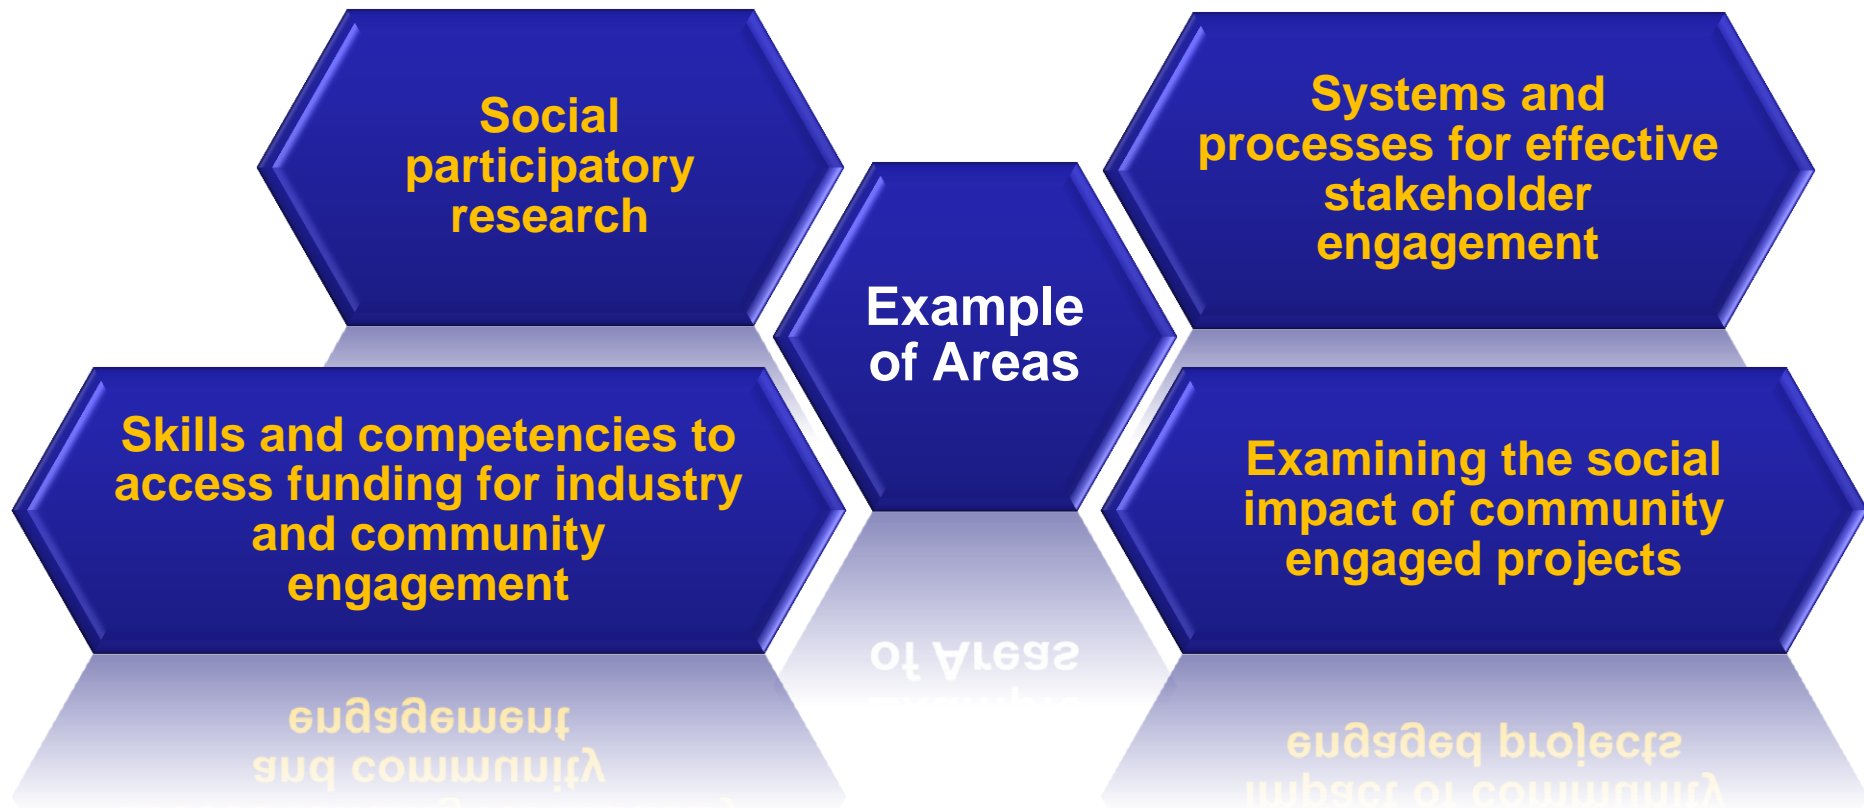 Social
participatory
research
Systems and
processes for effective
stakeholder
engagement
Example
of Areas
Skills and competencies to
access funding for industry
and community
engagement
Examining the social
impact of community
engaged projects